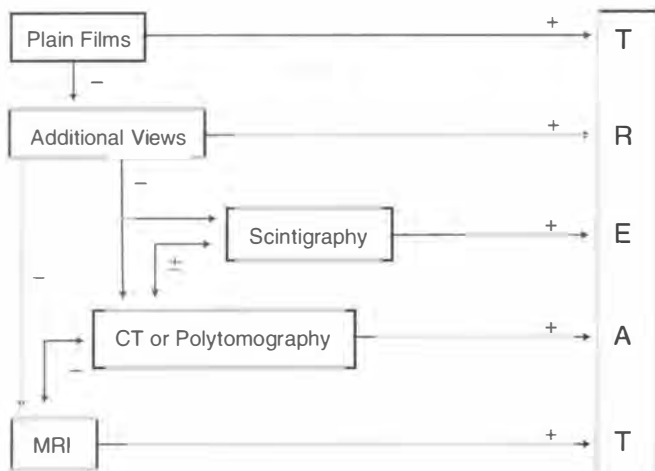 Plain Films + T
−
Additional Views + R
−
Scintigraphy + E
±
−
CT or Polytomography + A
−
MRI + T